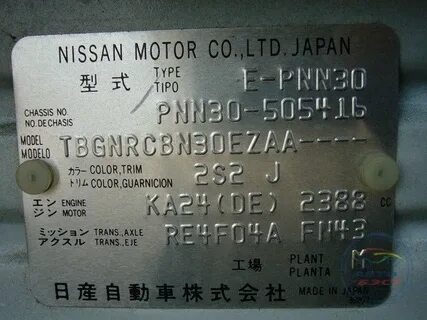 NISSAN MOTOR CO.,LTD. JAPAN
型式 TYPE TIPO E-PNN30
CHASSIS NO. NO.DE CHASIS PNN30-505416
MODEL MODELO TBGNRCBN30EZAA----
カラー COLOR,TRIM
トリム COLOR,GUARNICION 2S2 J
エンジン ENGINE MOTOR KA24(DE) 2388 CC
ミッション TRANS.,AXLE
アクスル TRANS.,EJE RE4F04A FN43
工場 PLANT PLANTA M
日産自動車株式会社 MADE IN JAPAN